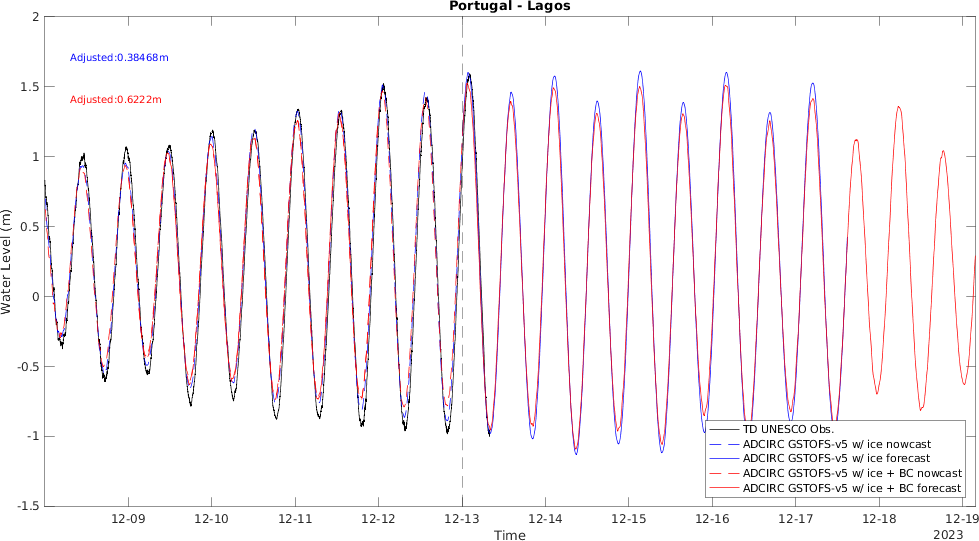 Portugal - Lagos
2
1.5
1
0.5
0
-0.5
-1
-1.5
Water Level (m)
Adjusted:0.38468m
Adjusted:0.6222m
TD UNESCO Obs.
ADCIRC GSTOFS-v5 w/ ice nowcast
ADCIRC GSTOFS-v5 w/ ice forecast
ADCIRC GSTOFS-v5 w/ ice + BC nowcast
ADCIRC GSTOFS-v5 w/ ice + BC forecast
12-09 12-10 12-11 12-12 12-13 12-14 12-15 12-16 12-17 12-18 12-19
Time
2023